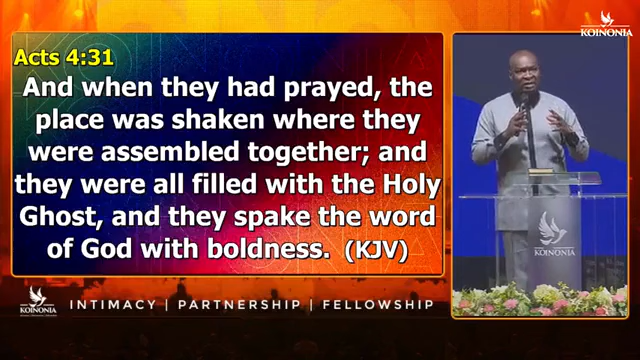 KOINONIA
Acts 4:31
And when they had prayed, the
place was shaken where they
were assembled together; and
they were all filled with the Holy
Ghost, and they spake the word
of God with boldness. (KJV)
KOINONIA
KOINONIA
INTIMACY | PARTNERSHIP | FELLOWSHIP